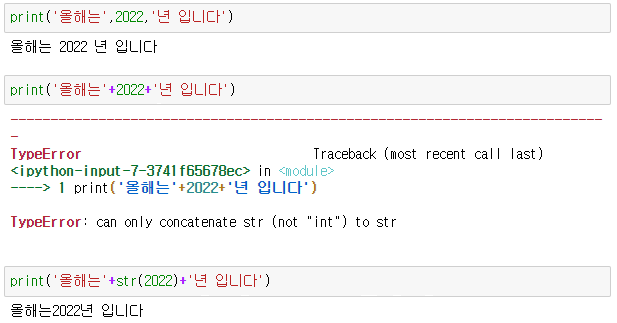 print('올해는',2022,'년 입니다')
올해는 2022 년 입니다
print('올해는'+2022+'년 입니다')
---------------------------------------------------------------------------
TypeError                                 Traceback (most recent call last)
<ipython-input-7-3741f65678ec> in <module>
----> 1 print('올해는'+2022+'년 입니다')
TypeError: can only concatenate str (not "int") to str
print('올해는'+str(2022)+'년 입니다')
올해는2022년 입니다